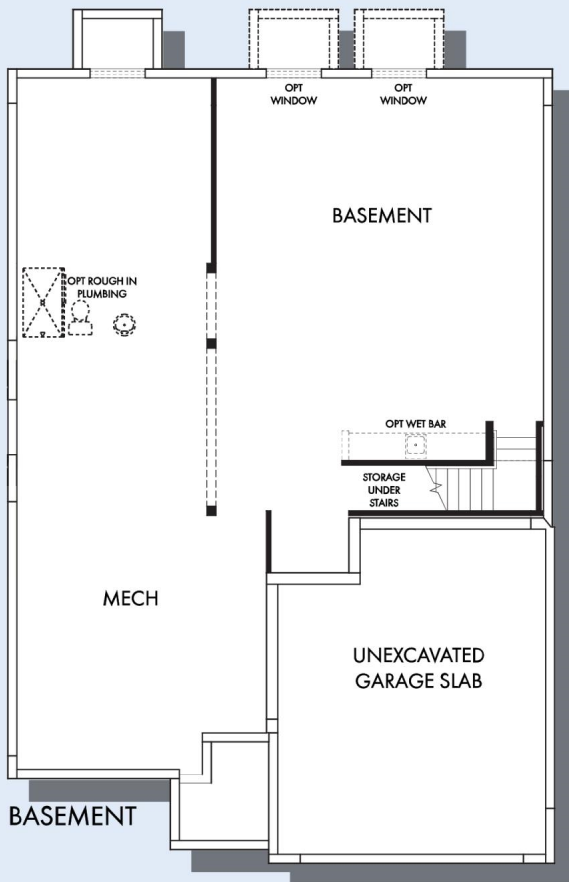 OPT
WINDOW
OPT
WINDOW
BASEMENT
OPT ROUGH IN
PLUMBING
OPT WET BAR
STORAGE
UNDER
STAIRS
MECH
UNEXCAVATED
GARAGE SLAB
BASEMENT